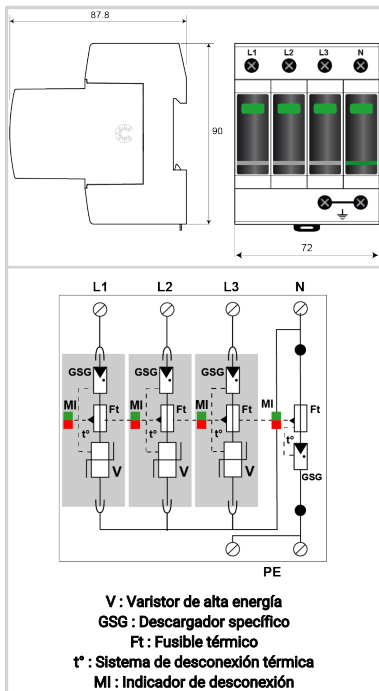 87.8
90
L1 L2 L3 N
72
L1 L2 L3 N
GSG GSG GSG
MI Ft MI Ft MI Ft MI Ft
t° t° t° t°
V V V GSG
PE
V : Varistor de alta energía
GSG : Descargador specífico
Ft : Fusible térmico
t° : Sistema de desconexión térmica
MI : Indicador de desconexión